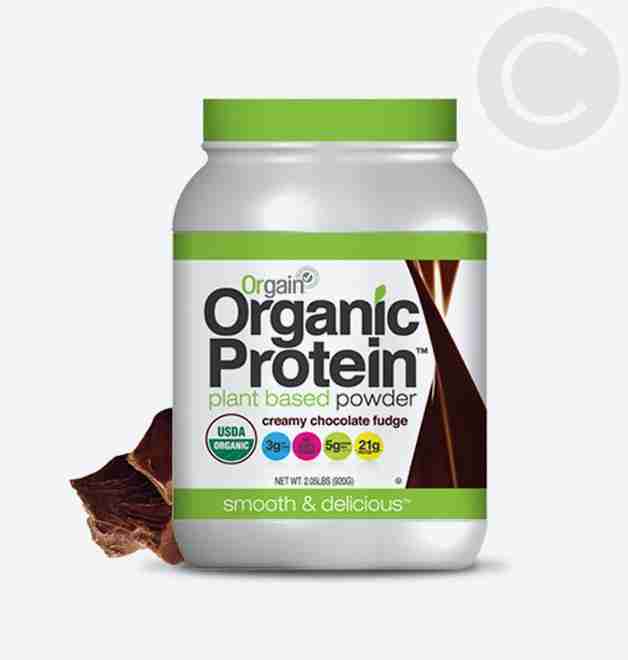 C
Orgain
Organic
Protein™
plant based powder
creamy chocolate fudge
USDA
ORGANIC
3g
5g
21g
NET WT. 2.05LBS (920G)
smooth & delicious™